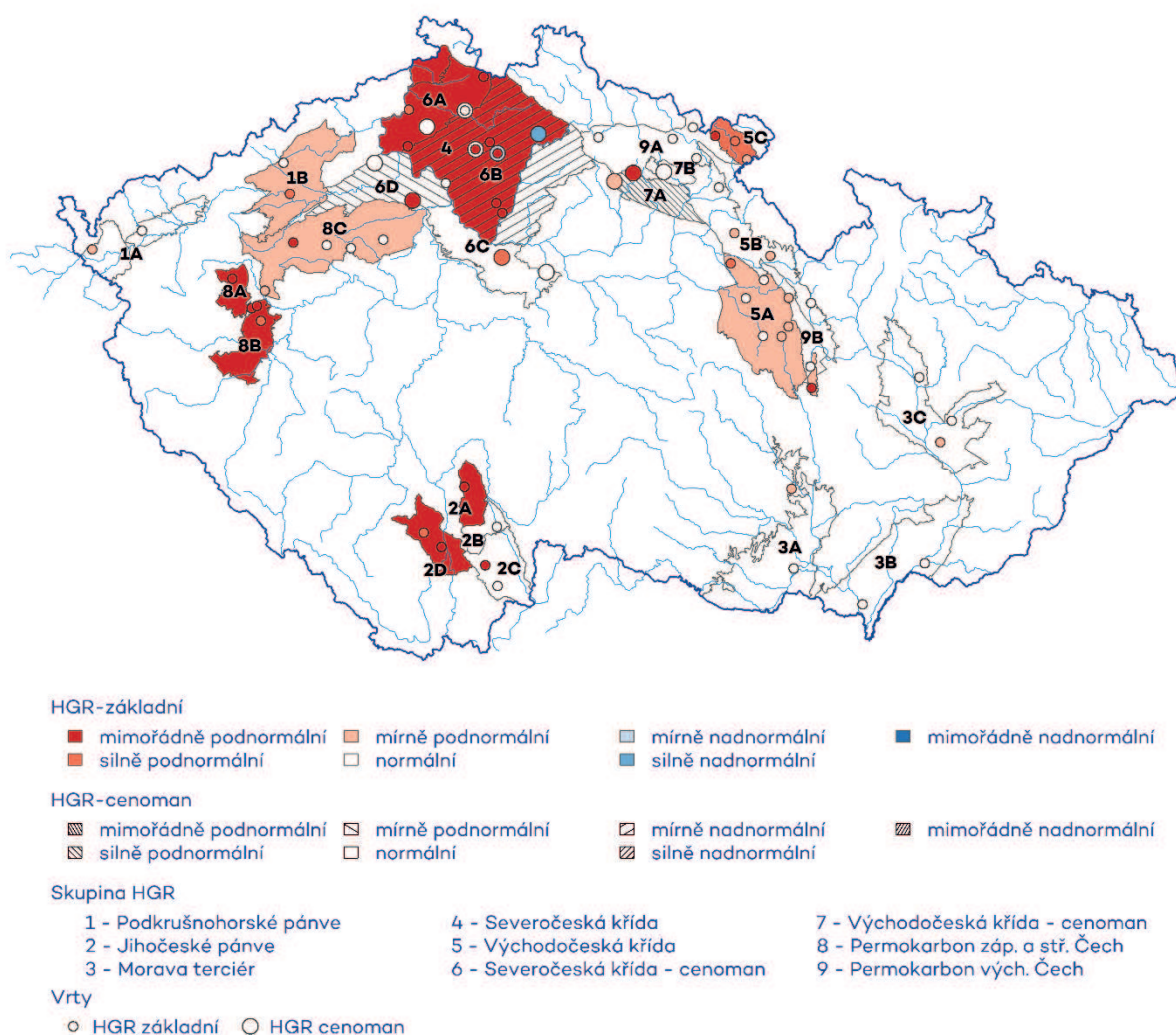 6A
5C
9A
4
7B
1B
6B
6D
7A
8C
6C
5B
1A
8A
5A
9B
8B
3C
2A
2B
3A
2D
2C
3B
HGR-základní
mimořádně podnormální mírně podnormální mírně nadnormální mimořádně nadnormální
silně podnormální normální silně nadnormální
HGR-cenoman
mimořádně podnormální mírně podnormální mírně nadnormální mimořádně nadnormální
silně podnormální normální silně nadnormální
Skupina HGR
1 - Podkrušnohorské pánve 4 - Severočeská křída 7 - Východočeská křída - cenoman
2 - Jihočeské pánve 5 - Východočeská křída 8 - Permokarbon záp. a stř. Čech
3 - Morava terciér 6 - Severočeská křída - cenoman 9 - Permokarbon vých. Čech
Vrty
HGR základní HGR cenoman